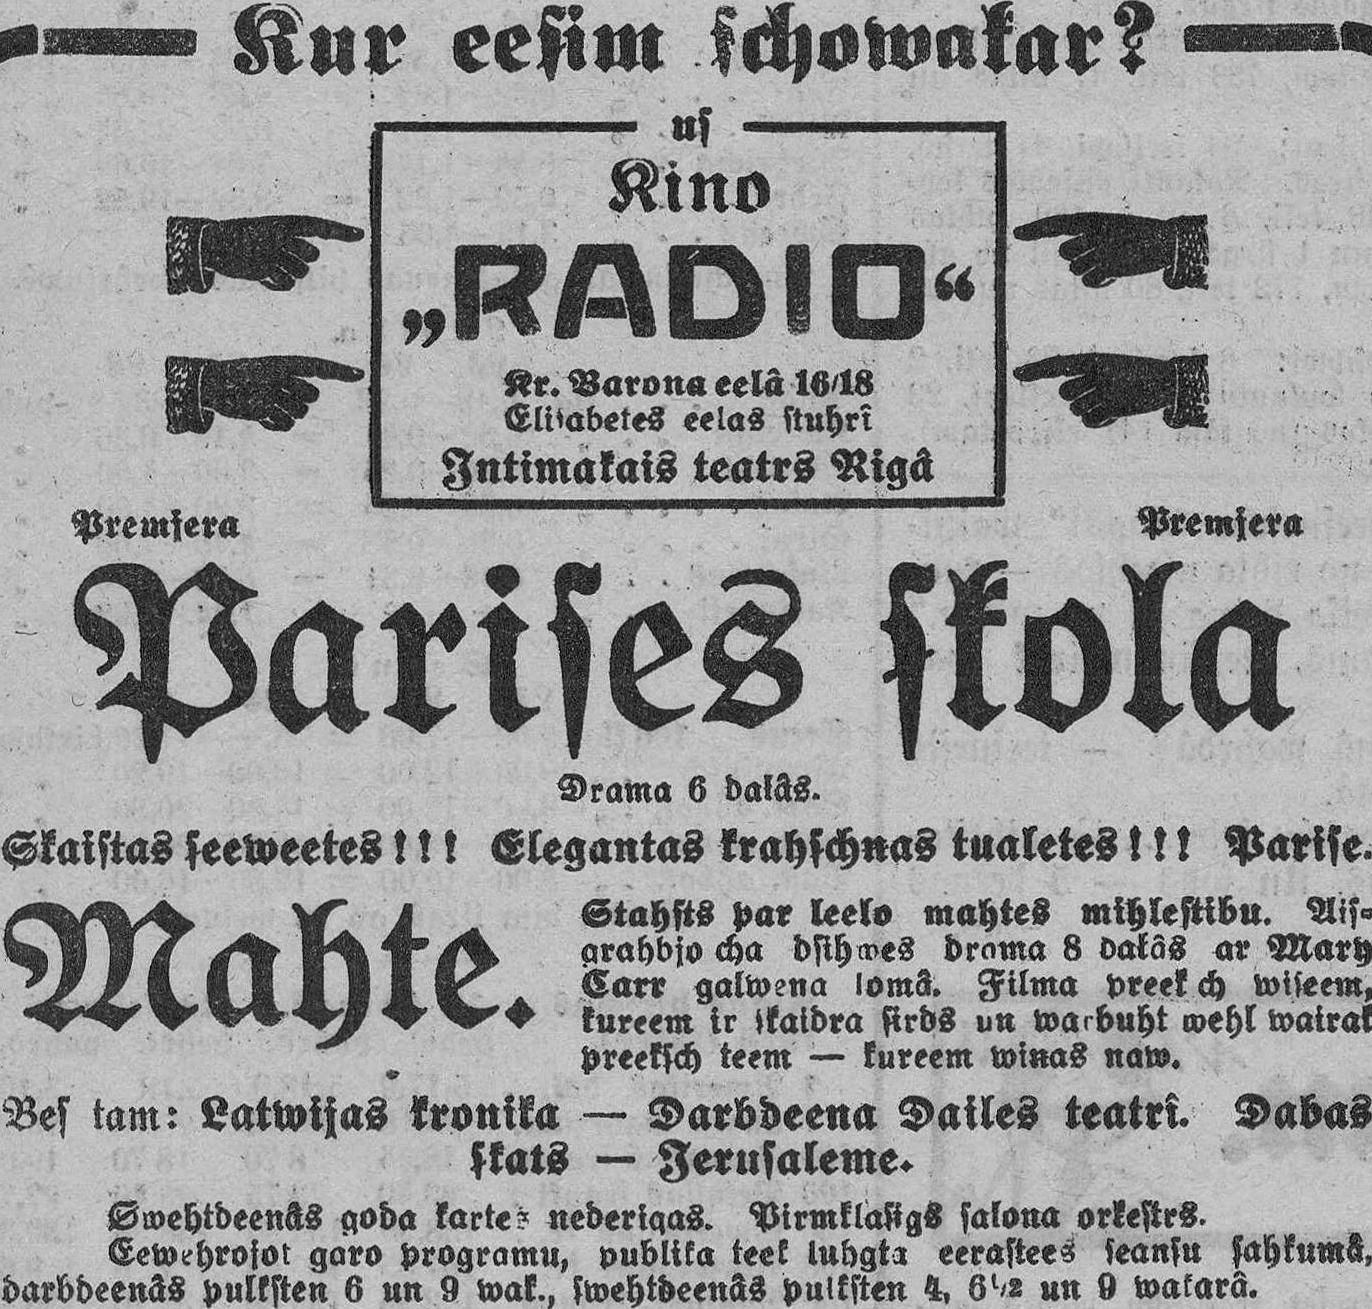 Kur eesim schowakar?
us
Kino
„RADIO“
Kr. Barona eelâ 16/18
Elisabetes eelas stuhrî
Intimakais teatrs Rigâ
Premjera Premjera
Parises skola
Drama 6 dalâs.
Skaistas seeweetes!!! Elegantas krahschnas tualetes!!! Parise.
Mahte.
Stahsts par leelo mahtes mihlestibu. Ais-
grahbjoscha dsihwes drama 8 dalâs ar Mary
Carr galwena lomâ. Filma preeksch wiseem,
kureem ir skaidra sirds un warbuht wehl wairak
preeksch teem — kureem winas naw.
Bes tam: Latwijas kronika — Darbdeena Dailes teatrî. Dabas
skats — Jerusaleme.
Swehtdeenâs goda kartes nederigas. Pirmklasigs salona orkestrs.
Eewehrojot garo programu, publika teek luhgta eerastees seansu sahkumâ,
darbdeenâs pulksten 6 un 9 wak., swehtdeenâs pulksten 4, 6½ un 9 wakarâ.